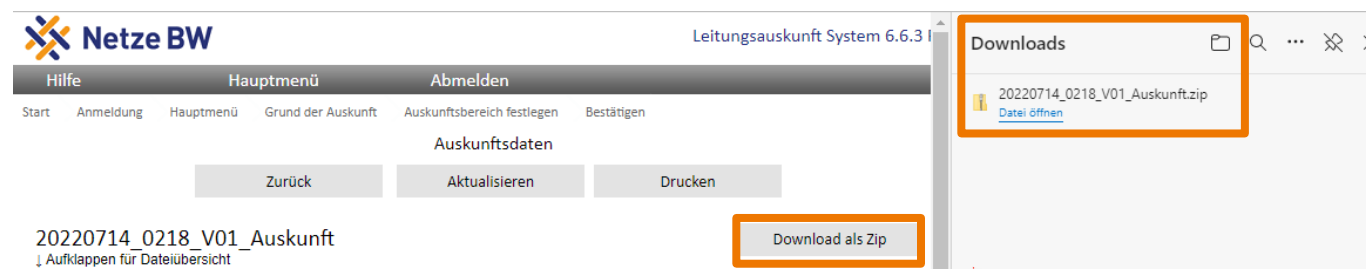 Netze BW
Leitungsauskunft System 6.6.3
Hilfe Hauptmenü Abmelden
Start Anmeldung Hauptmenü Grund der Auskunft Auskunftsbereich festlegen Bestätigen
Auskunftsdaten
Zurück Aktualisieren Drucken
20220714_0218_V01_Auskunft
↓ Aufklappen für Dateiübersicht
Download als Zip
Downloads
20220714_0218_V01_Auskunft.zip
Datei öffnen